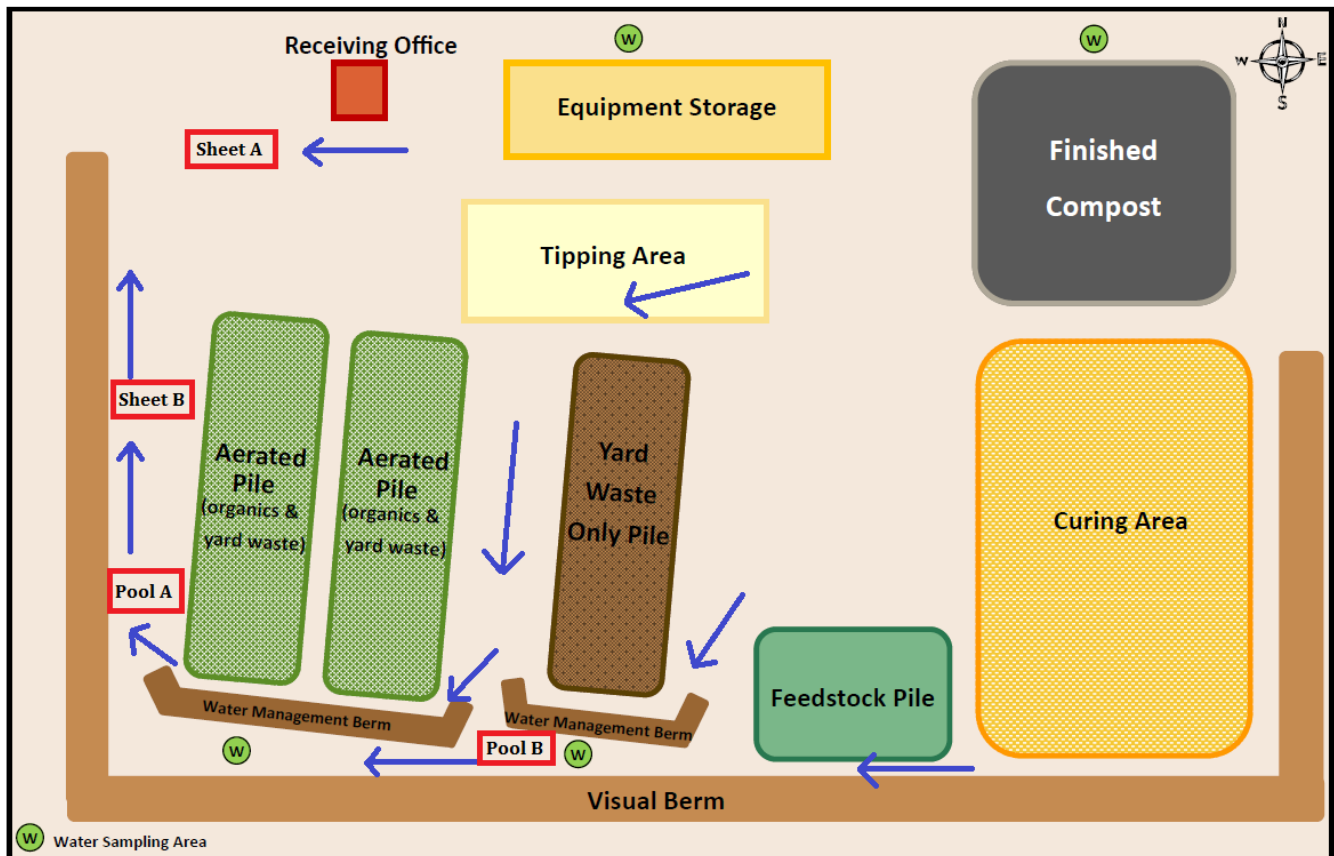 Receiving Office
W
W
N
W
E
S
Equipment Storage
Finished
Compost
Sheet A
Tipping Area
Sheet B
Aerated
Pile
(organics &
yard waste)
Aerated
Pile
(organics &
yard waste)
Yard
Waste
Only Pile
Curing Area
Pool A
Feedstock Pile
Water Management Berm
Water Management Berm
W
Pool B
W
Visual Berm
W Water Sampling Area